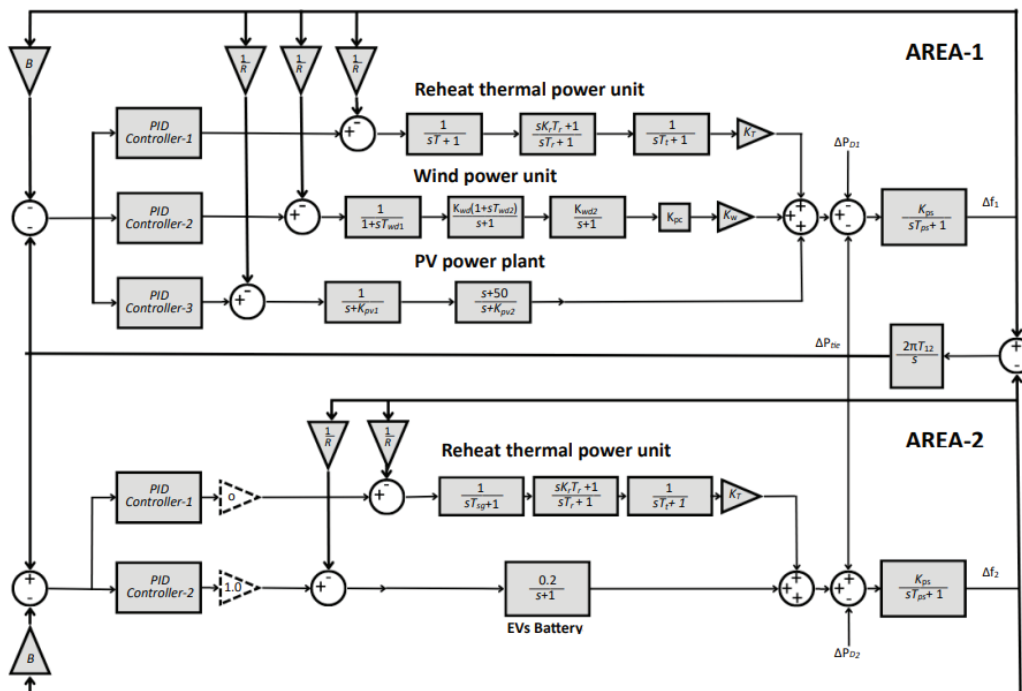 AREA-1
B
1
R
1
R
1
R
Reheat thermal power unit
PID
Controller-1
+ -
1
sT + 1
sKrTr +1
sTr + 1
1
sTt + 1
KT
ΔPD1
Wind power unit
-
-
PID
Controller-2
+ -
1
1+sTwd1
Kwd(1+sTwd2)
s+1
Kwd2
s+1
Kpc
Kw
+
+
+
-
+
-
Kps
sTps + 1
Δf1
PV power plant
PID
Controller-3
+ -
1
s+Kpv1
s+50
s+Kpv2
ΔPtie
2πT12
s
+
-
AREA-2
1
R
1
R
Reheat thermal power unit
PID
Controller-1
o
+ -
1
sTsg+1
sKrTr +1
sTr + 1
1
sTt + 1
KT
+
-
PID
Controller-2
1.0
+ -
0.2
s+1
EVs Battery
+
+
+
+
-
Kps
sTps + 1
Δf2
B
ΔPD2